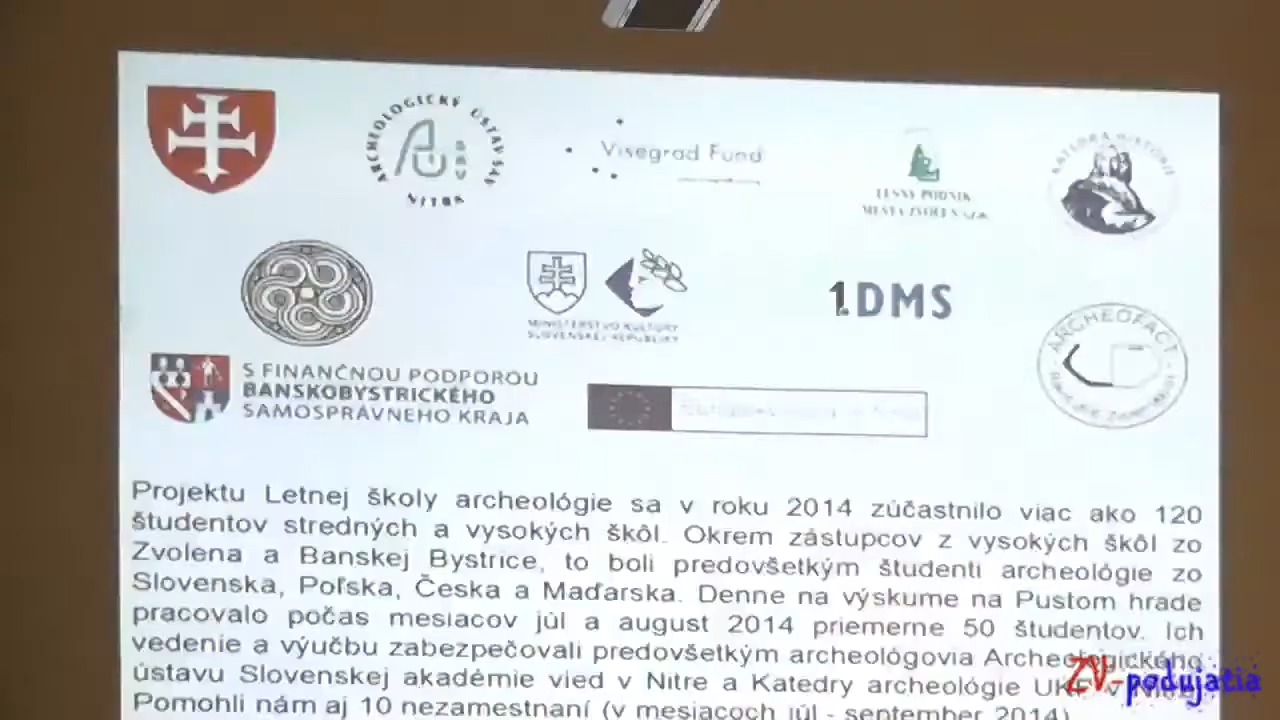 ARCHEOLOGICKÝ ÚSTAV SAV
NITRA
Visegrad Fund
LESNÝ PODNIK
MESTA ZVOLEN
KATEDRA HISTÓRIE
MINISTERSTVO KULTÚRY
SLOVENSKEJ REPUBLIKY
1.DMS
ARCHEOFACT
S FINANČNOU PODPOROU
BANSKOBYSTRICKÉHO
SAMOSPRÁVNEHO KRAJA
Projektu Letnej školy archeológie sa v roku 2014 zúčastnilo viac ako 120
študentov stredných a vysokých škôl. Okrem zástupcov z vysokých škôl zo
Zvolena a Banskej Bystrice, to boli predovšetkým študenti archeológie zo
Slovenska, Poľska, Česka a Maďarska. Denne na výskume na Pustom hrade
pracovalo počas mesiacov júl a august 2014 priemerne 50 študentov. Ich
vedenie a výučbu zabezpečovali predovšetkým archeológovia Archeologického
ústavu Slovenskej akadémie vied v Nitre a Katedry archeológie UKF v
Pomohli nám aj 10 nezamestnaní (v mesiacoch júl - september 2014)
ZV-podujatia